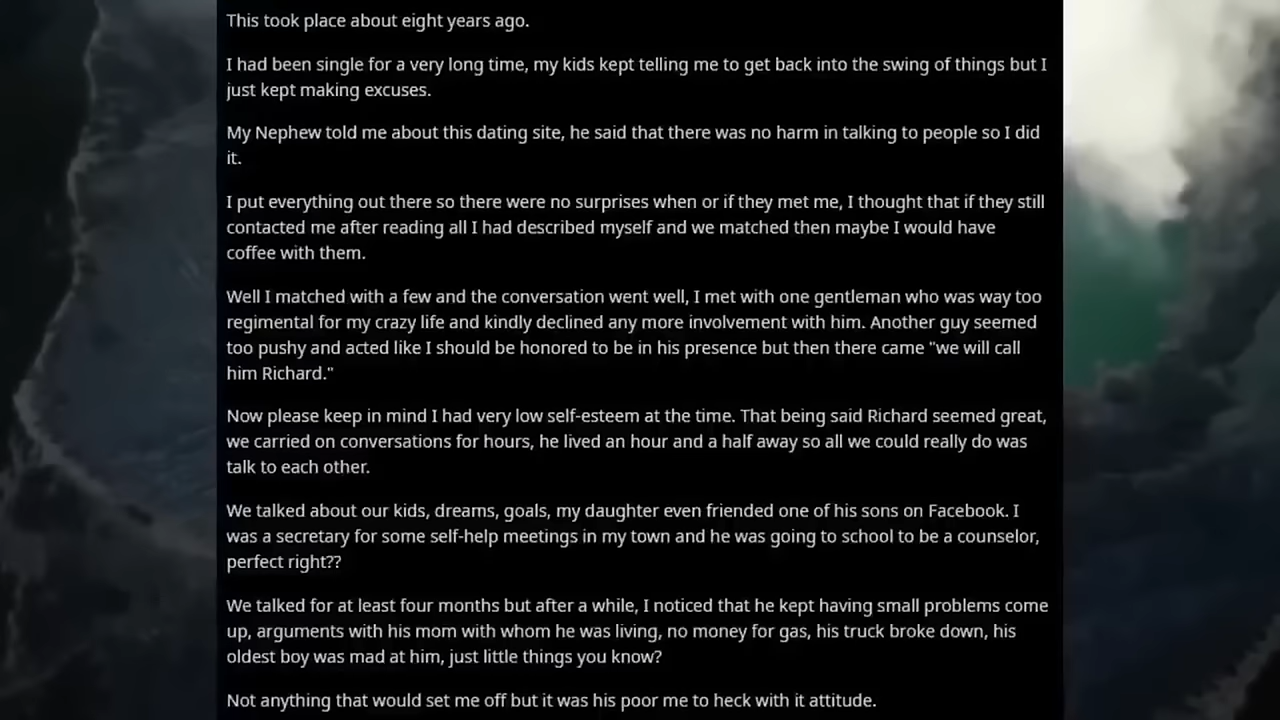 This took place about eight years ago.
I had been single for a very long time, my kids kept telling me to get back into the swing of things but I
just kept making excuses.
My Nephew told me about this dating site, he said that there was no harm in talking to people so I did
it.
I put everything out there so there were no surprises when or if they met me, I thought that if they still
contacted me after reading all I had described myself and we matched then maybe I would have
coffee with them.
Well I matched with a few and the conversation went well, I met with one gentleman who was way too
regimental for my crazy life and kindly declined any more involvement with him. Another guy seemed
too pushy and acted like I should be honored to be in his presence but then there came "we will call
him Richard."
Now please keep in mind I had very low self-esteem at the time. That being said Richard seemed great,
we carried on conversations for hours, he lived an hour and a half away so all we could really do was
talk to each other.
We talked about our kids, dreams, goals, my daughter even friended one of his sons on Facebook. I
was a secretary for some self-help meetings in my town and he was going to school to be a counselor,
perfect right??
We talked for at least four months but after a while, I noticed that he kept having small problems come
up, arguments with his mom with whom he was living, no money for gas, his truck broke down, his
oldest boy was mad at him, just little things you know?
Not anything that would set me off but it was his poor me to heck with it attitude.